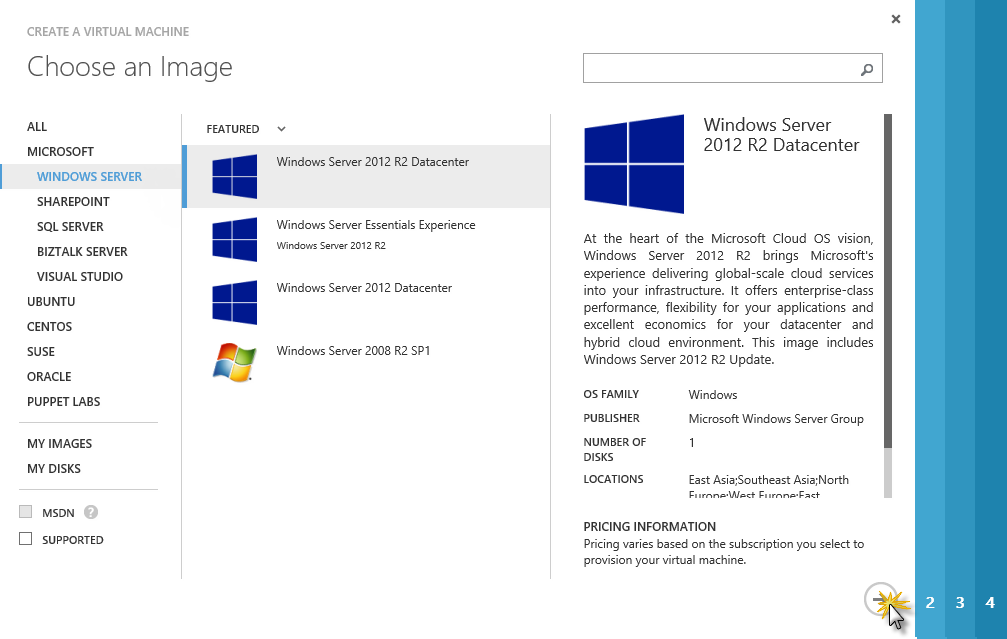 CREATE A VIRTUAL MACHINE
Choose an Image
ALL
MICROSOFT
WINDOWS SERVER
SHAREPOINT
SQL SERVER
BIZTALK SERVER
VISUAL STUDIO
UBUNTU
CENTOS
SUSE
ORACLE
PUPPET LABS
MY IMAGES
MY DISKS
MSDN ?
SUPPORTED
FEATURED
Windows Server 2012 R2 Datacenter
Windows Server Essentials Experience
Windows Server 2012 R2
Windows Server 2012 Datacenter
Windows Server 2008 R2 SP1
Windows Server
2012 R2 Datacenter
At the heart of the Microsoft Cloud OS vision,
Windows Server 2012 R2 brings Microsoft's
experience delivering global-scale cloud services
into your infrastructure. It offers enterprise-class
performance, flexibility for your applications and
excellent economics for your datacenter and
hybrid cloud environment. This image includes
Windows Server 2012 R2 Update.
OS FAMILY Windows
PUBLISHER Microsoft Windows Server Group
NUMBER OF 1
DISKS
LOCATIONS East Asia;Southeast Asia;North
Europe;West Europe;East
PRICING INFORMATION
Pricing varies based on the subscription you select to
provision your virtual machine.
2 3 4